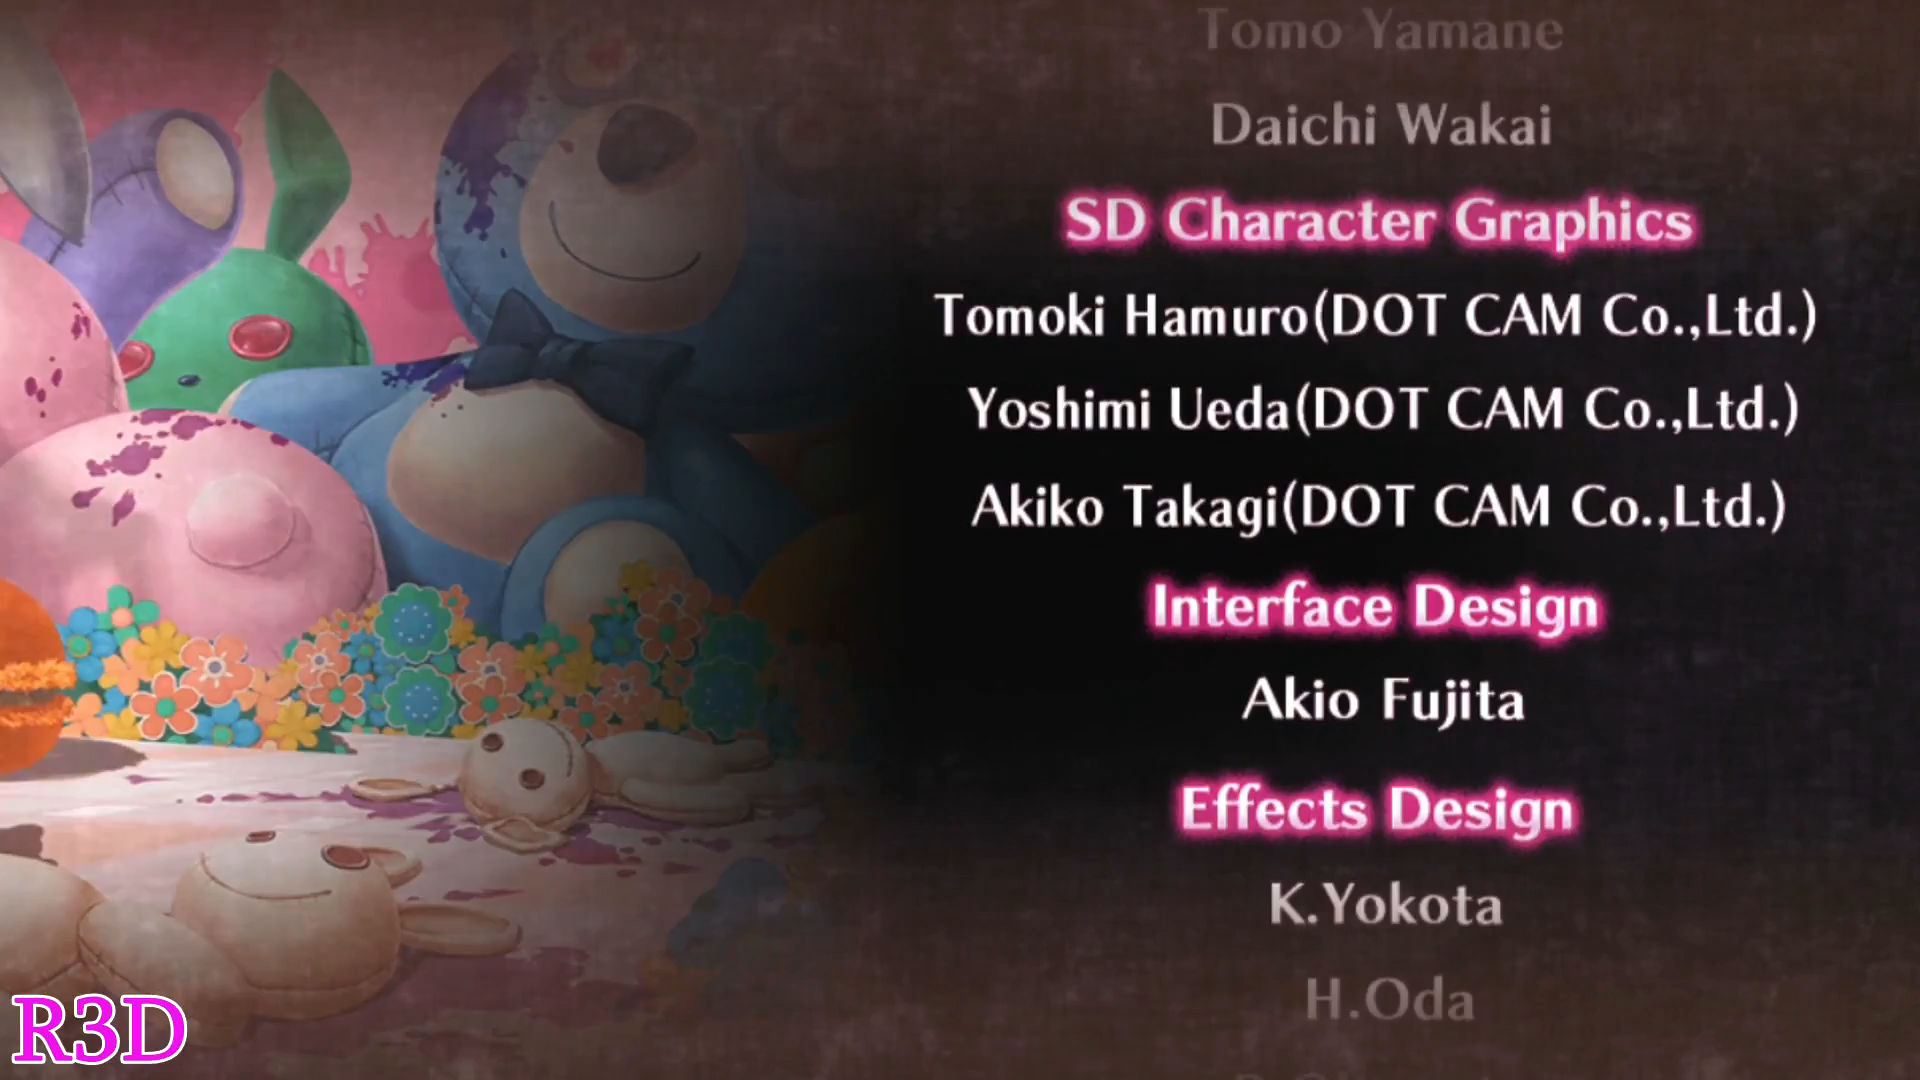 Tomo Yamane
Daichi Wakai
SD Character Graphics
Tomoki Hamuro(DOT CAM Co.,Ltd.)
Yoshimi Ueda(DOT CAM Co.,Ltd.)
Akiko Takagi(DOT CAM Co.,Ltd.)
Interface Design
Akio Fujita
Effects Design
K.Yokota
H.Oda
R3D